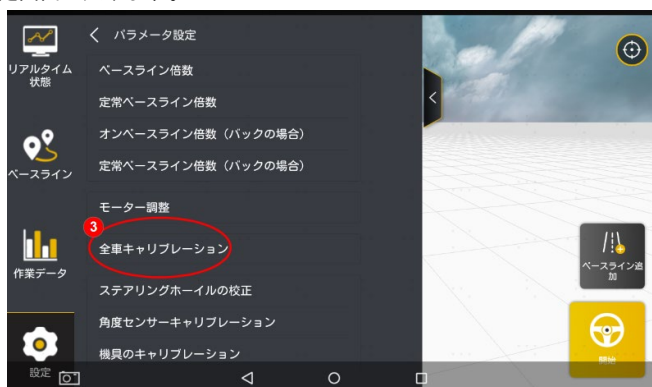 パラメータ設定
リアルタイム
状態
ベースライン
作業データ
設定
ベースライン倍数
定常ベースライン倍数
オンベースライン倍数（バックの場合）
定常ベースライン倍数（バックの場合）
モーター調整
3
全車キャリブレーション
ステアリングホーイルの校正
角度センサーキャリブレーション
機具のキャリブレーション
ベースライン追
加
開始